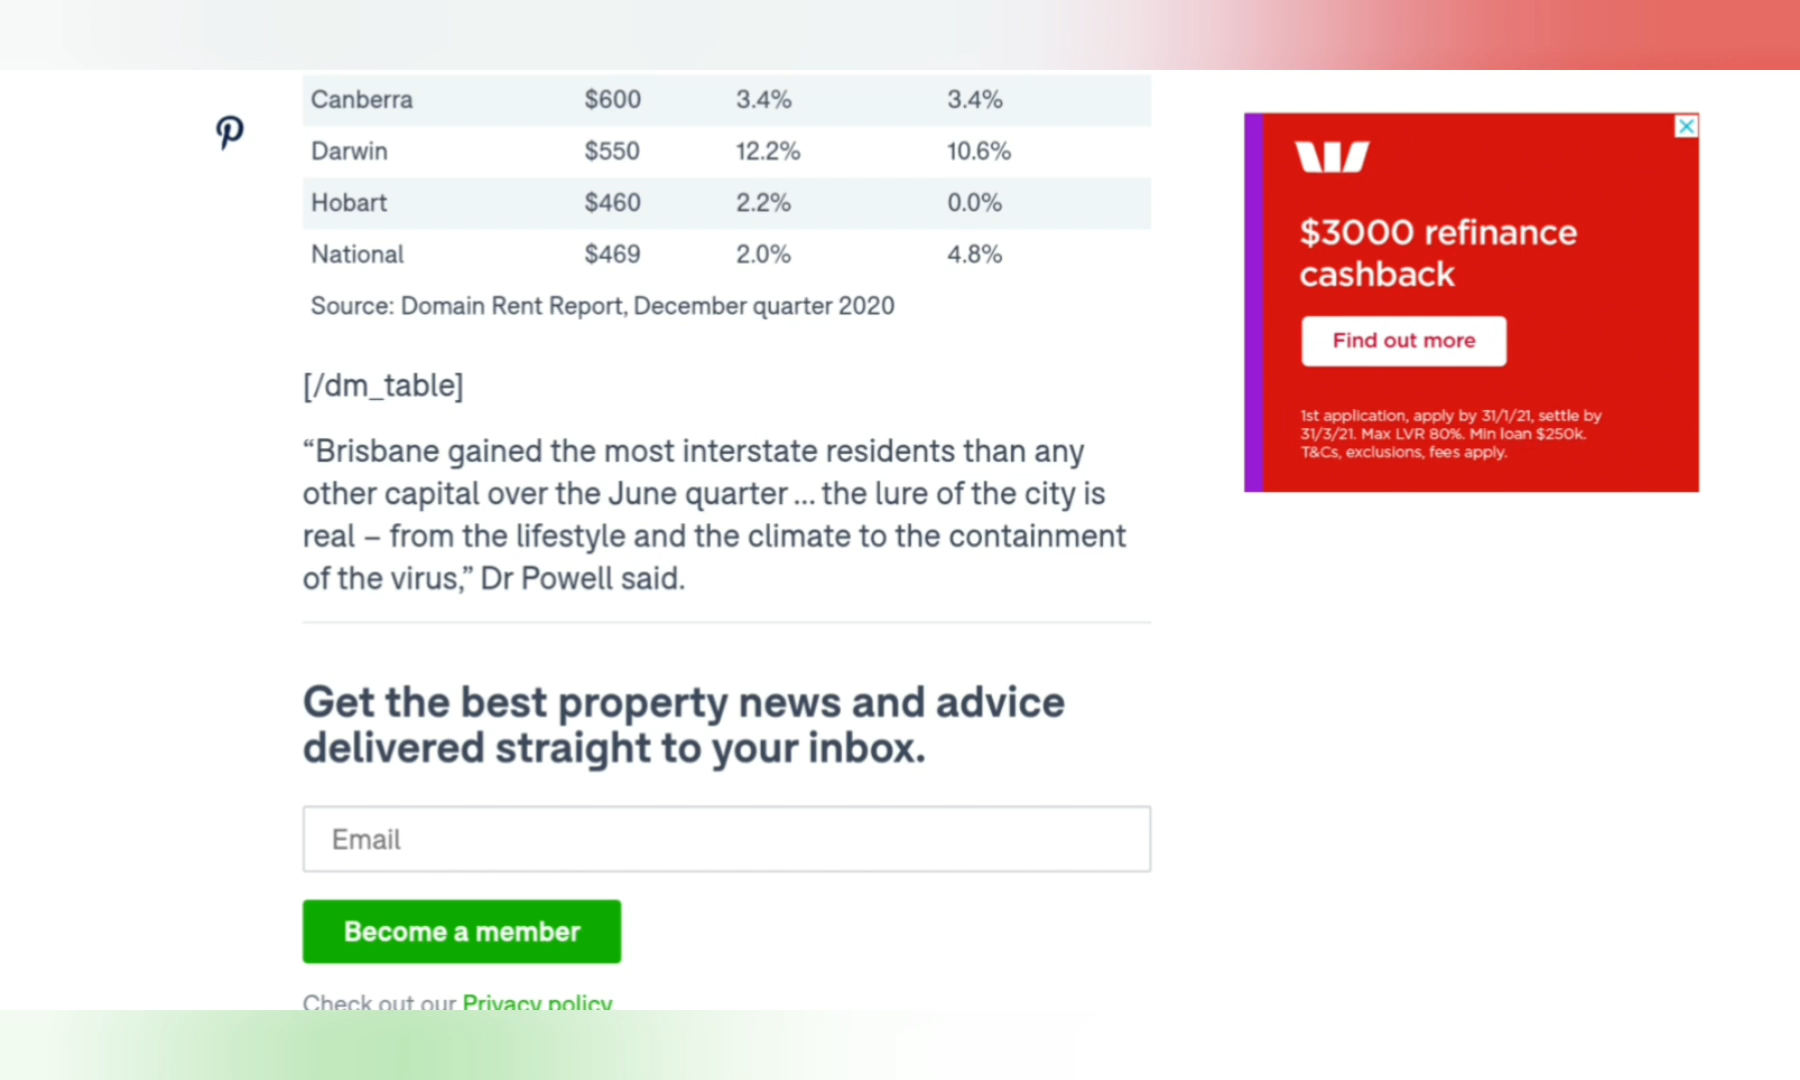 Canberra $600 3.4% 3.4%
Darwin $550 12.2% 10.6%
Hobart $460 2.2% 0.0%
National $469 2.0% 4.8%
Source: Domain Rent Report, December quarter 2020
[/dm_table]
“Brisbane gained the most interstate residents than any
other capital over the June quarter ... the lure of the city is
real – from the lifestyle and the climate to the containment
of the virus,” Dr Powell said.
Get the best property news and advice
delivered straight to your inbox.
Email
Become a member
Check out our Privacy policy
$3000 refinance
cashback
Find out more
1st application, apply by 31/1/21, settle by
31/3/21. Max LVR 80%. Min loan $250k.
T&Cs, exclusions, fees apply.